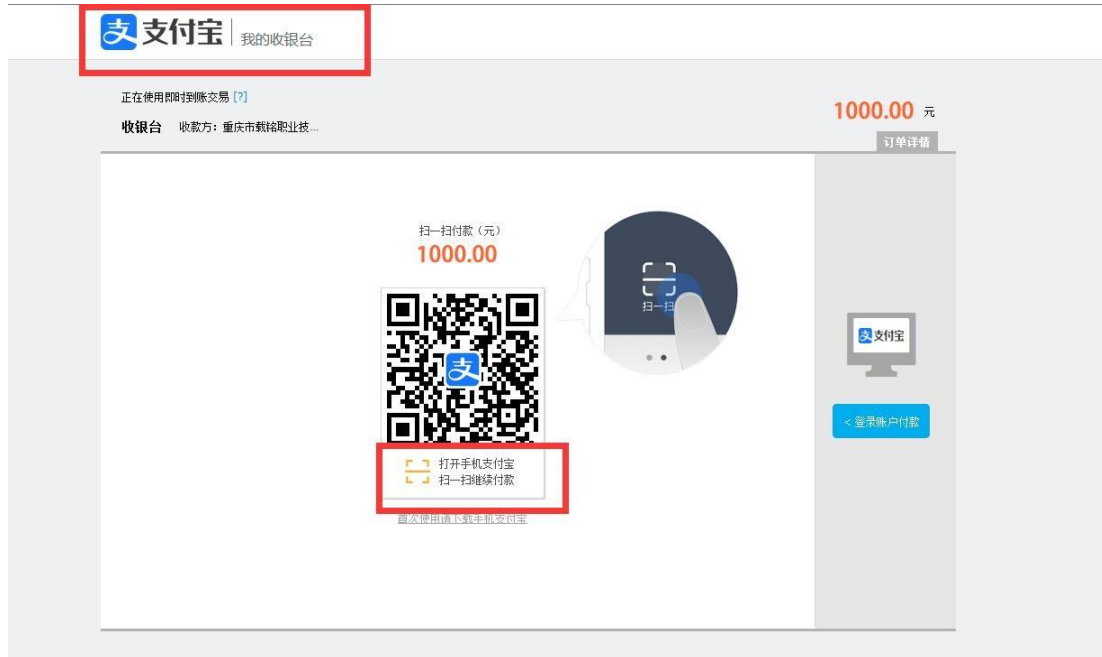 支付宝 我的收银台
正在使用即时到账交易 [?]
收银台 收款方：重庆市载铭职业技...
1000.00 元
订单详情
扫一扫付款（元）
1000.00
扫一扫
支
支付宝
打开手机支付宝
扫一扫继续付款
< 登录账户付款
首次使用请下载手机支付宝